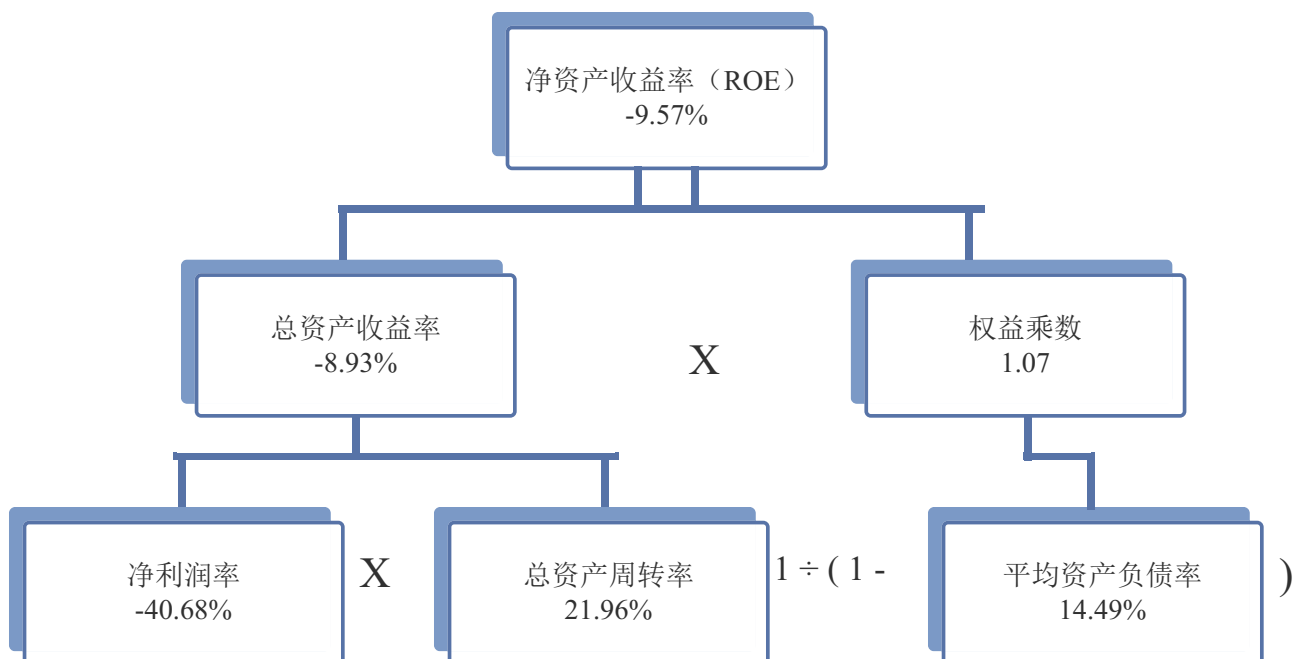 净资产收益率（ROE）
-9.57%
总资产收益率
-8.93%
X
权益乘数
1.07
净利润率
-40.68%
X
总资产周转率
21.96%
1 ÷ ( 1 -
平均资产负债率
14.49%
)